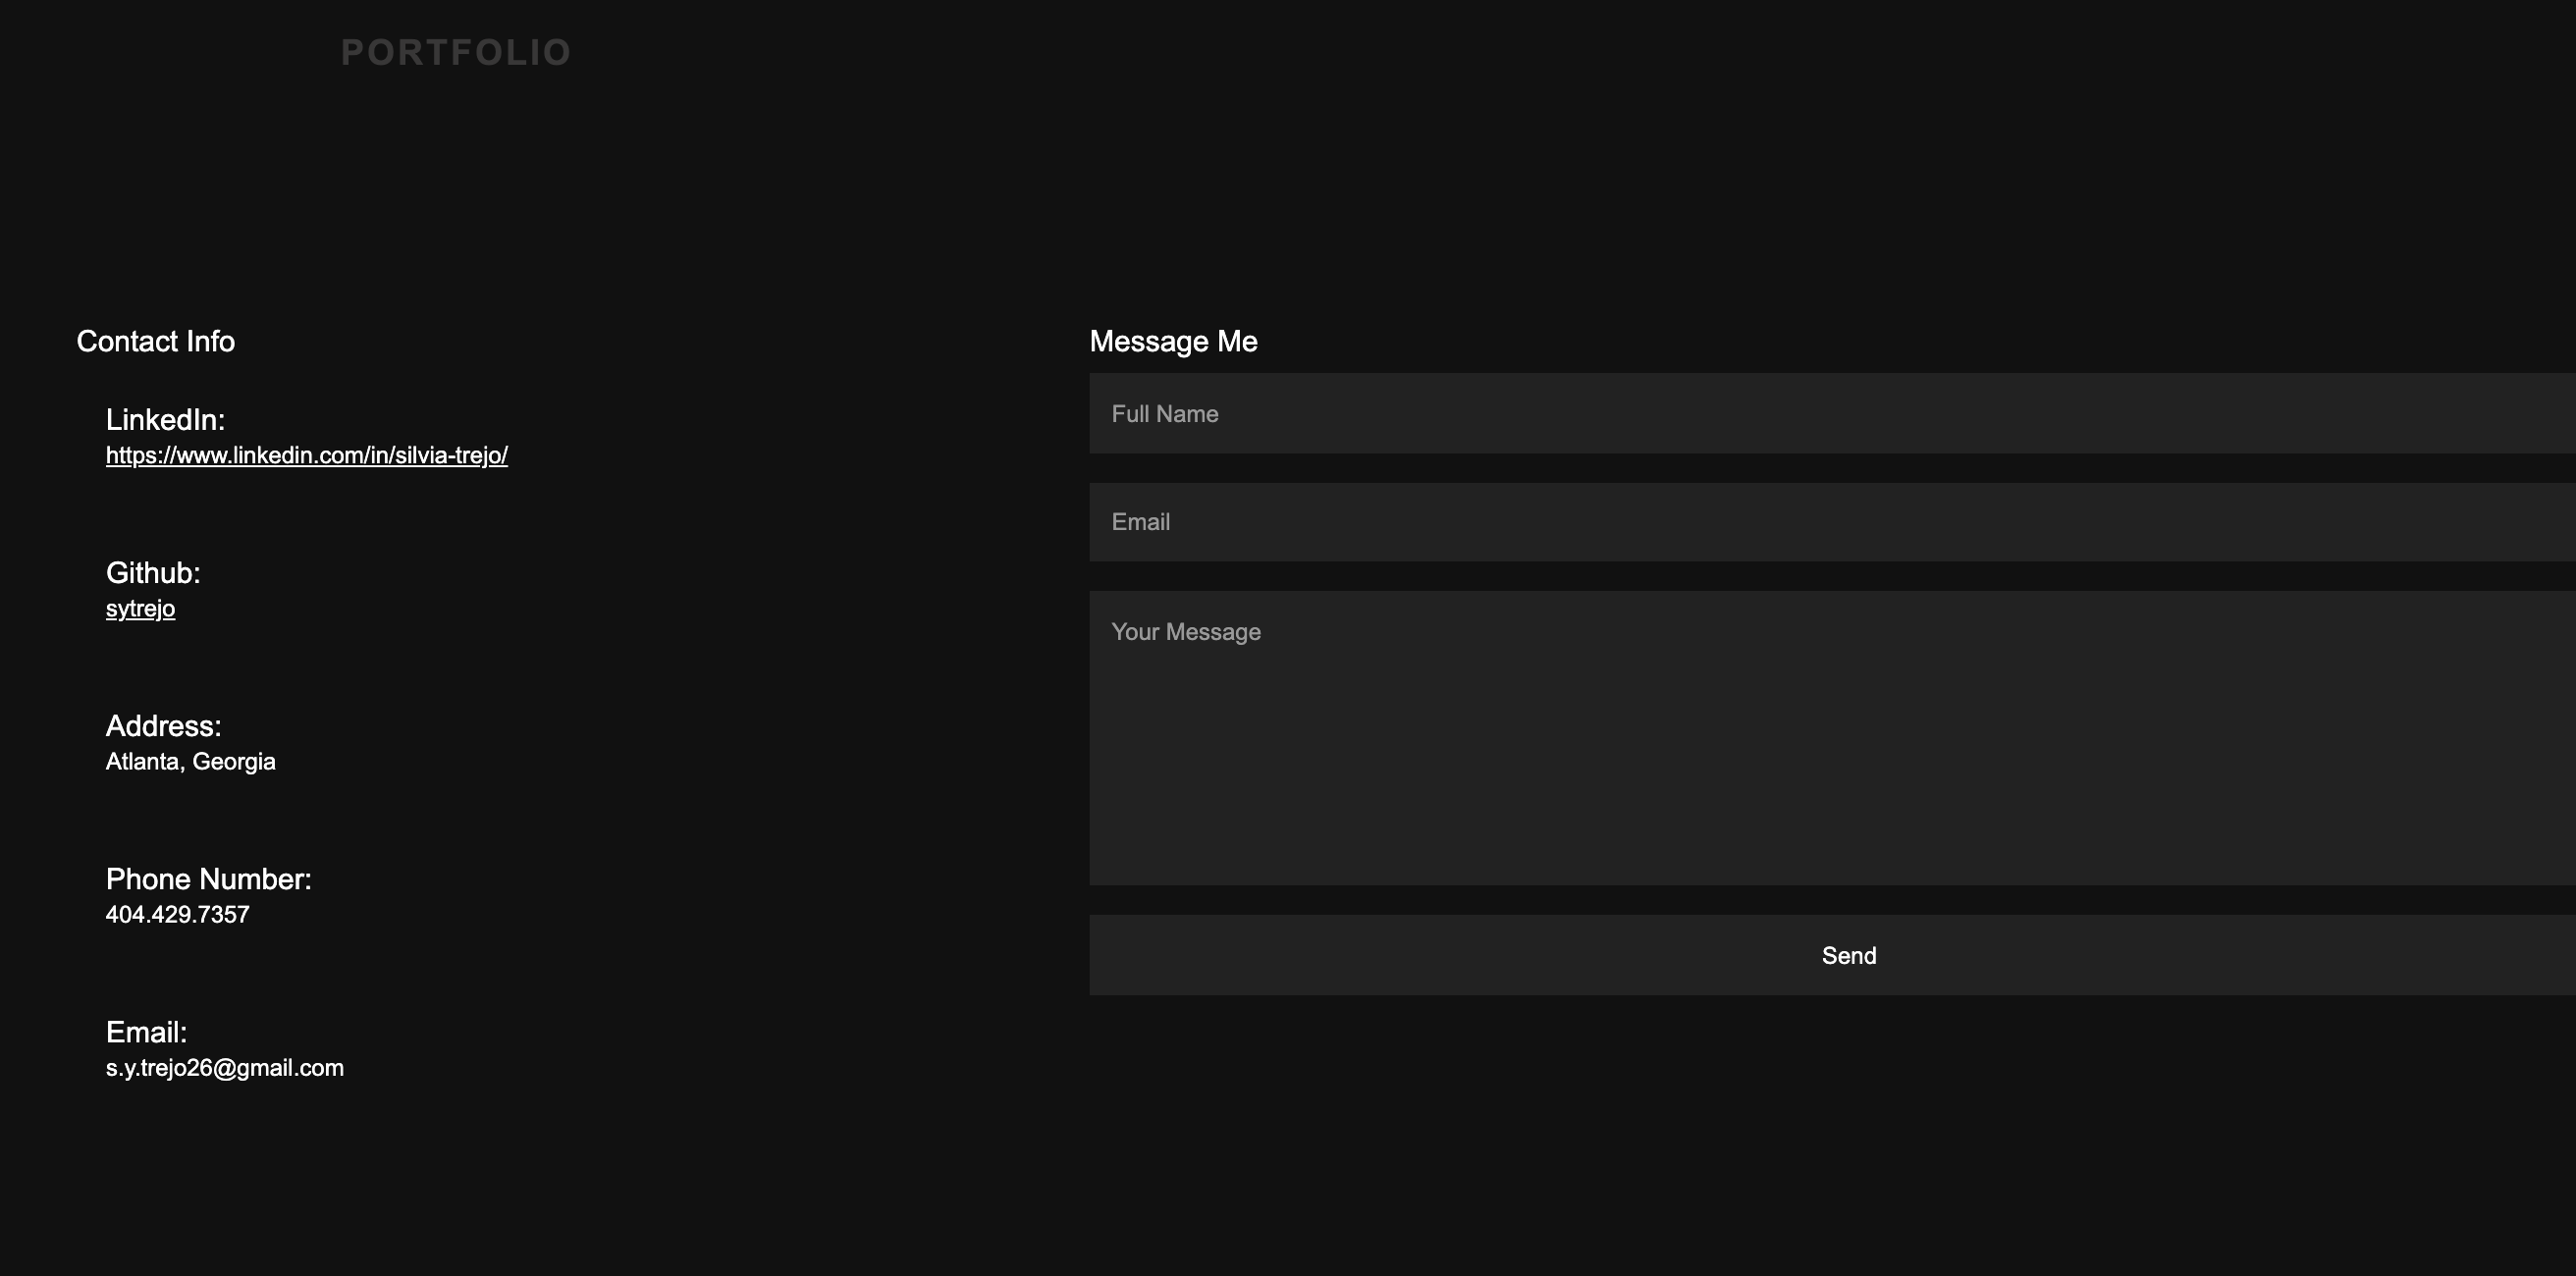 PORTFOLIO
Contact Info
LinkedIn:
https://www.linkedin.com/in/silvia-trejo/
Github:
sytrejo
Address:
Atlanta, Georgia
Phone Number:
404.429.7357
Email:
s.y.trejo26@gmail.com
Message Me
Full Name
Email
Your Message
Send